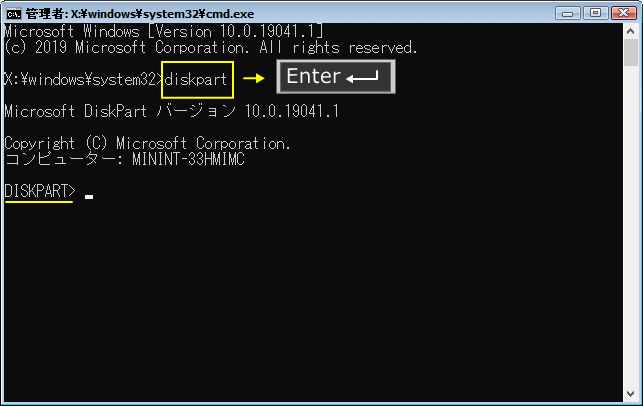 管理者: X:¥windows¥system32¥cmd.exe
Microsoft Windows [Version 10.0.19041.1]
(c) 2019 Microsoft Corporation. All rights reserved.
X:¥windows¥system32>diskpart
Enter
Microsoft DiskPart バージョン 10.0.19041.1
Copyright (C) Microsoft Corporation.
コンピューター: MININT-33HMIMC
DISKPART>